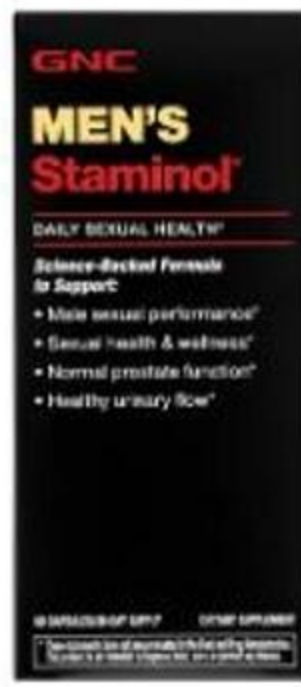 GNC
MEN'S
Staminol*
DAILY SEXUAL HEALTH*
Science-Backed Formula
to Support:
• Male sexual performance*
• Sexual health & wellness*
• Normal prostate function*
• Healthy urinary flow*
DIETARY SUPPLEMENT